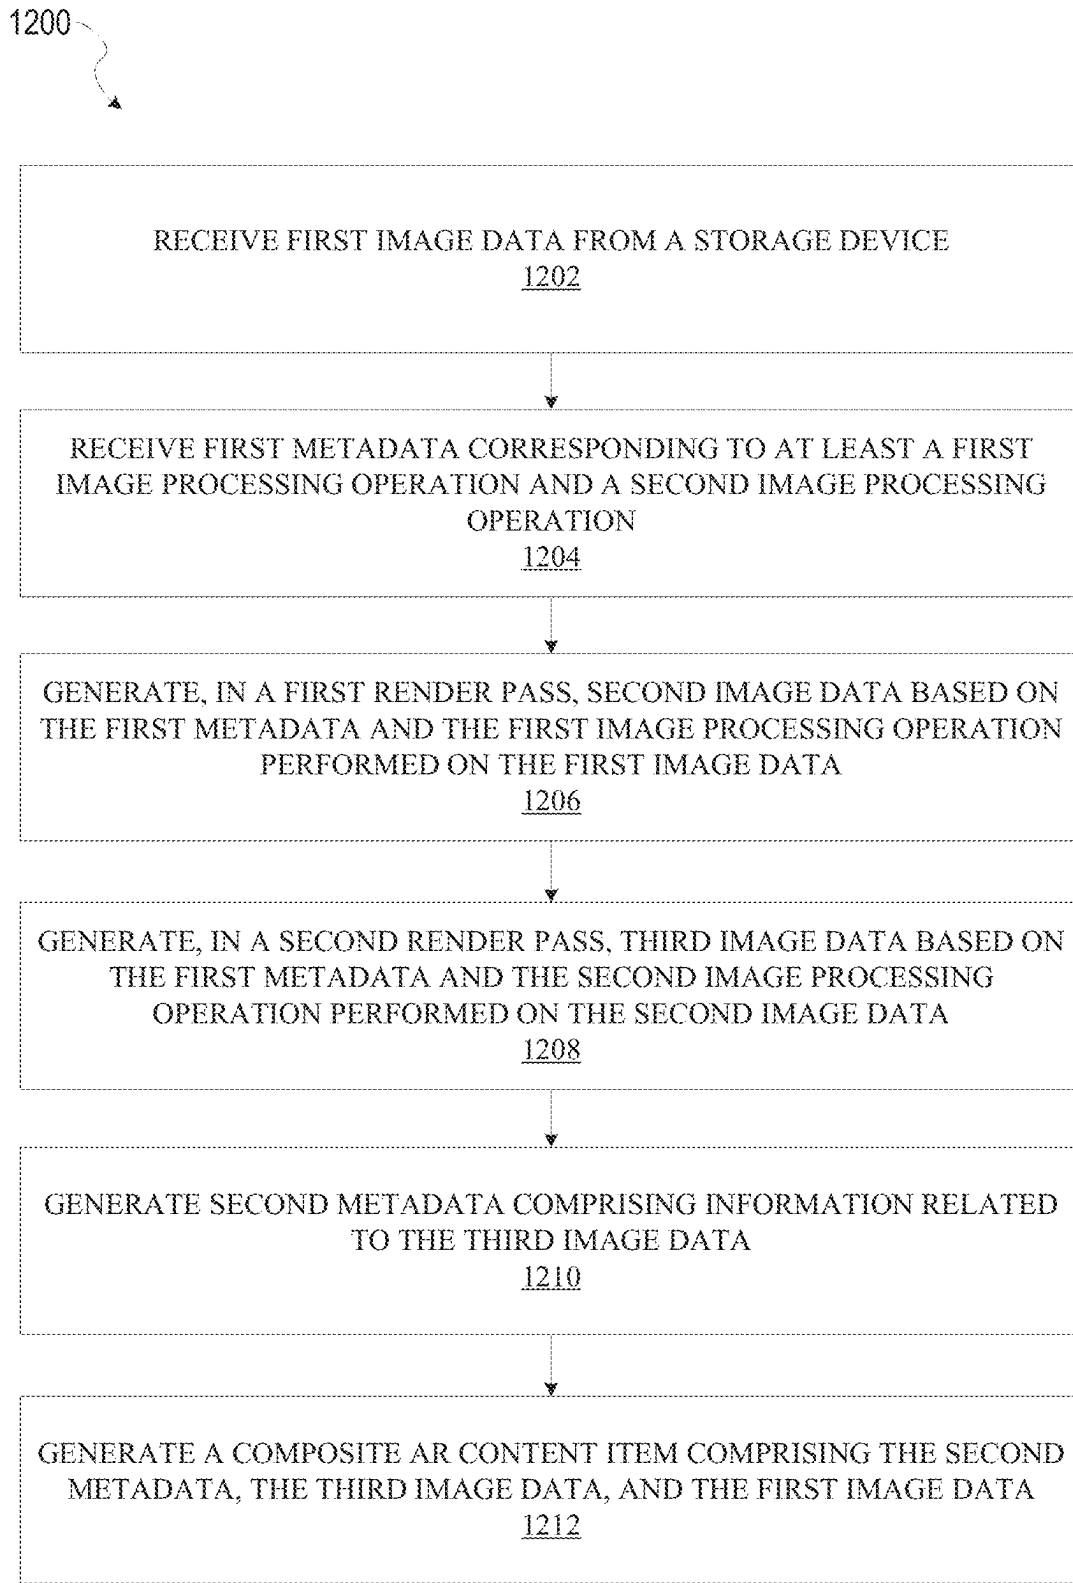 1200
RECEIVE FIRST IMAGE DATA FROM A STORAGE DEVICE
1202
RECEIVE FIRST METADATA CORRESPONDING TO AT LEAST A FIRST
IMAGE PROCESSING OPERATION AND A SECOND IMAGE PROCESSING
OPERATION
1204
GENERATE, IN A FIRST RENDER PASS, SECOND IMAGE DATA BASED ON
THE FIRST METADATA AND THE FIRST IMAGE PROCESSING OPERATION
PERFORMED ON THE FIRST IMAGE DATA
1206
GENERATE, IN A SECOND RENDER PASS, THIRD IMAGE DATA BASED ON
THE FIRST METADATA AND THE SECOND IMAGE PROCESSING
OPERATION PERFORMED ON THE SECOND IMAGE DATA
1208
GENERATE SECOND METADATA COMPRISING INFORMATION RELATED
TO THE THIRD IMAGE DATA
1210
GENERATE A COMPOSITE AR CONTENT ITEM COMPRISING THE SECOND
METADATA, THE THIRD IMAGE DATA, AND THE FIRST IMAGE DATA
1212